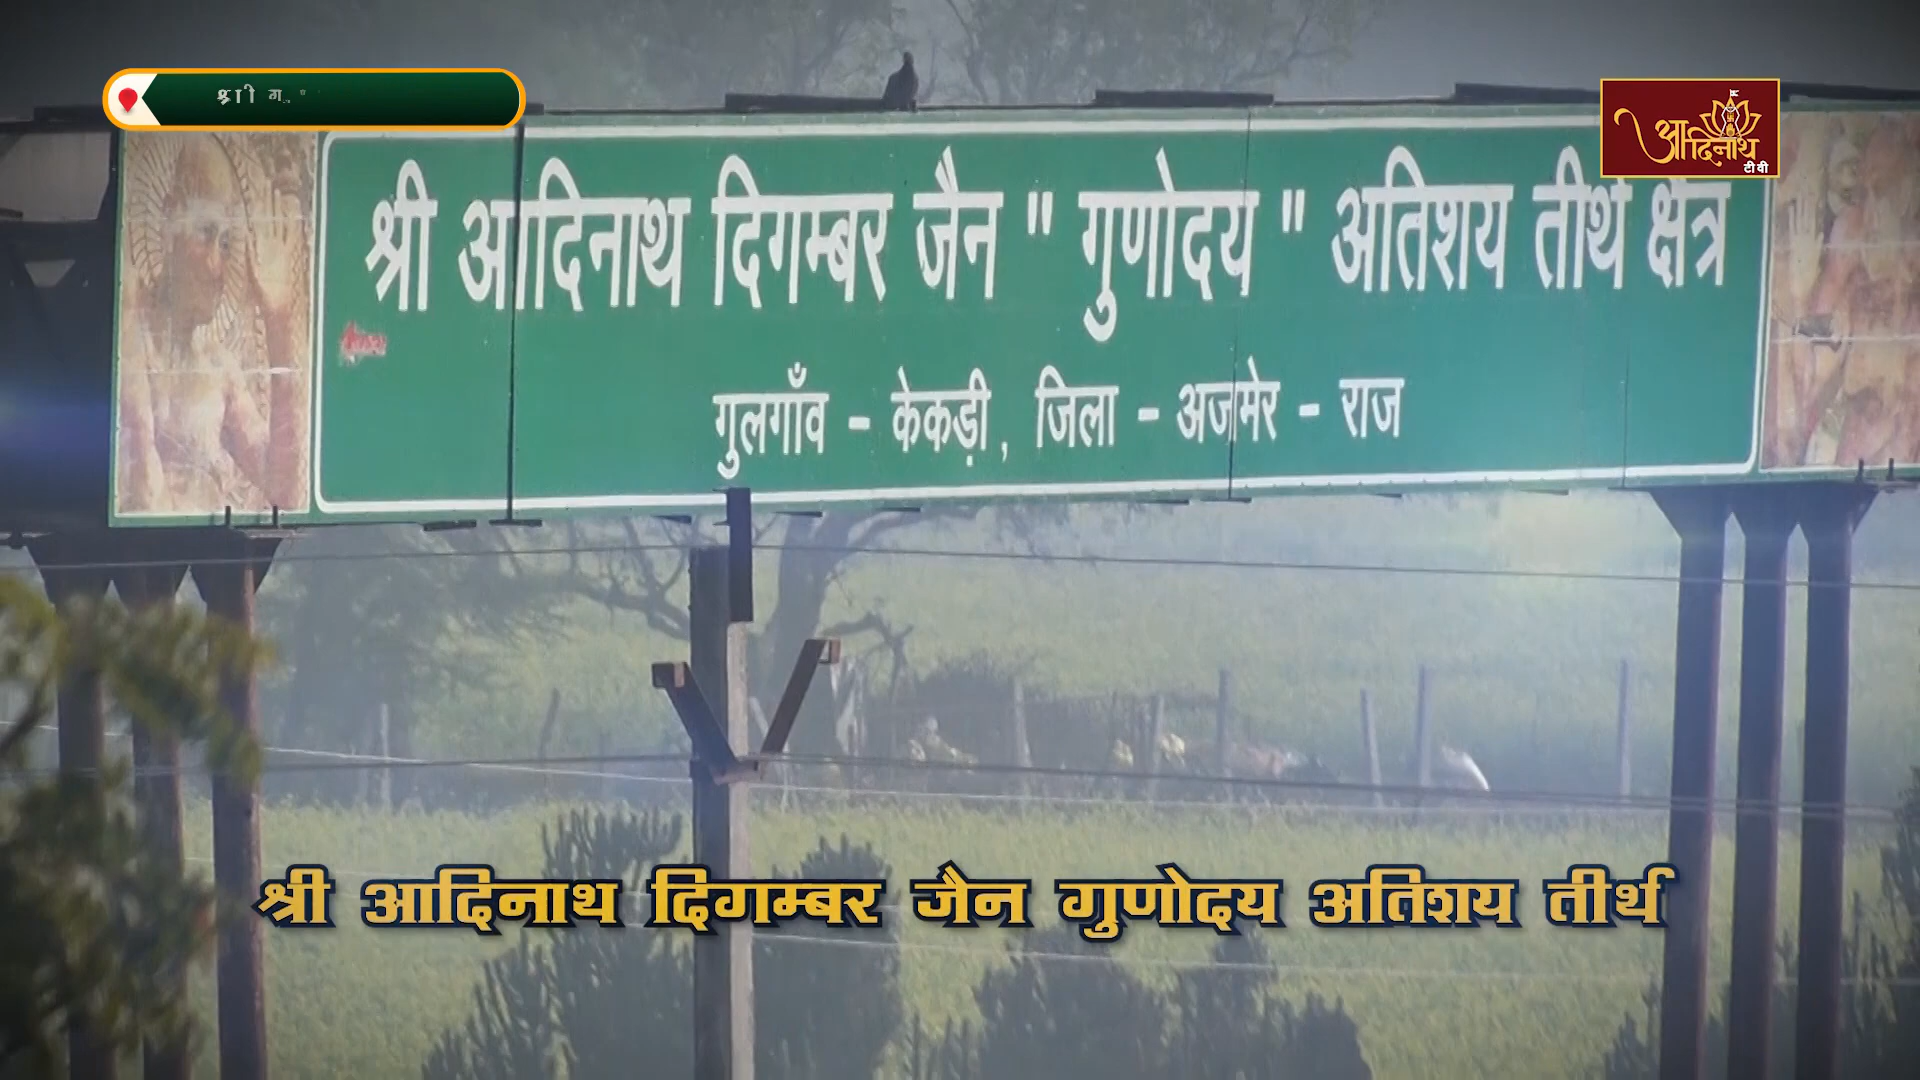 श्री
आदिनाथ
टीवी
श्री आदिनाथ दिगम्बर जैन " गुणोदय " अतिशय तीर्थ क्षेत्र
गुलगाँव - केकड़ी, जिला - अजमेर - राज
श्री आदिनाथ दिगम्बर जैन गुणोदय अतिशय तीर्थ